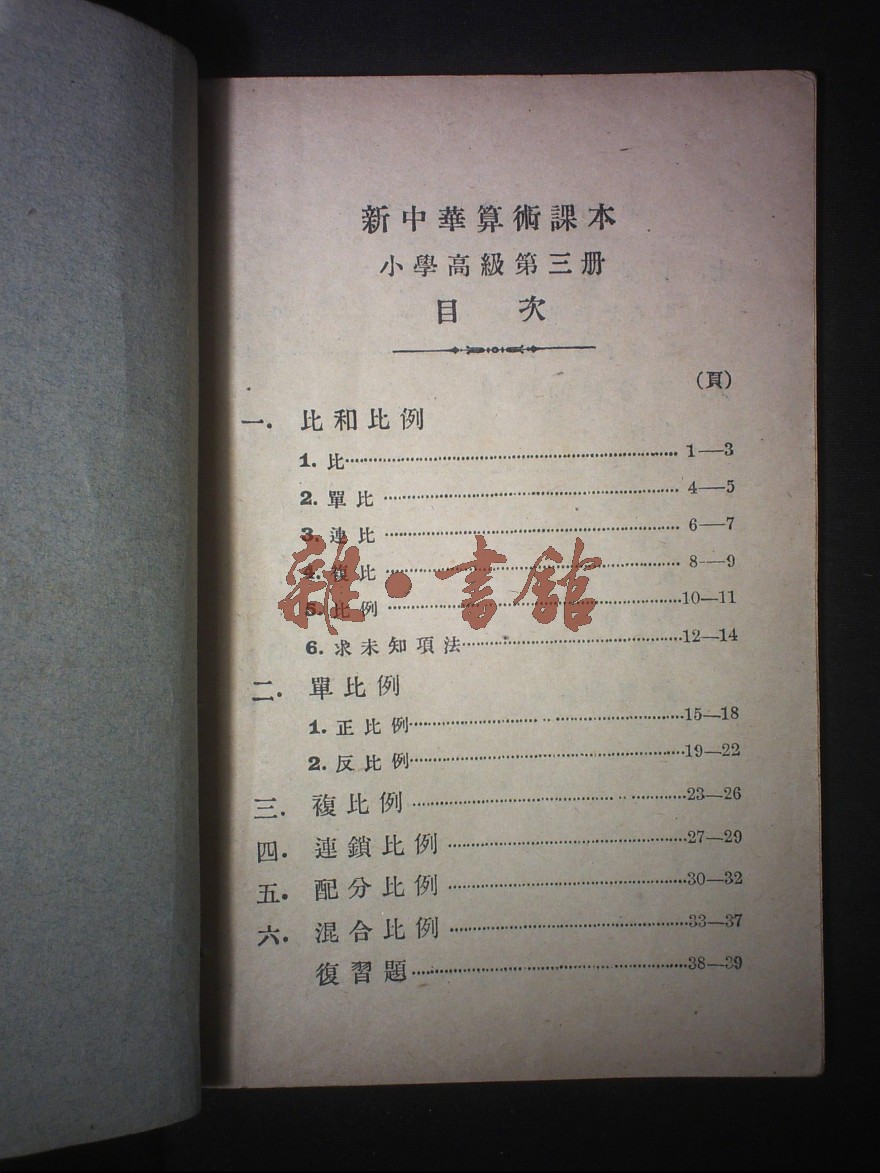 新中華算術課本
小學高級第三册
目 次
(頁)
一. 比和比例
1. 比…………1—3
2. 單比…………4—5
3. 連比…………6—7
4. 複比…………8—9
5. 比例…………10—11
6. 求未知項法…………12—14
二. 單比例
1. 正比例…………15—18
2. 反比例…………19—22
三. 複比例…………23—26
四. 連鎖比例…………27—29
五. 配分比例…………30—32
六. 混合比例…………33—37
復習題…………38—39
雜·書館